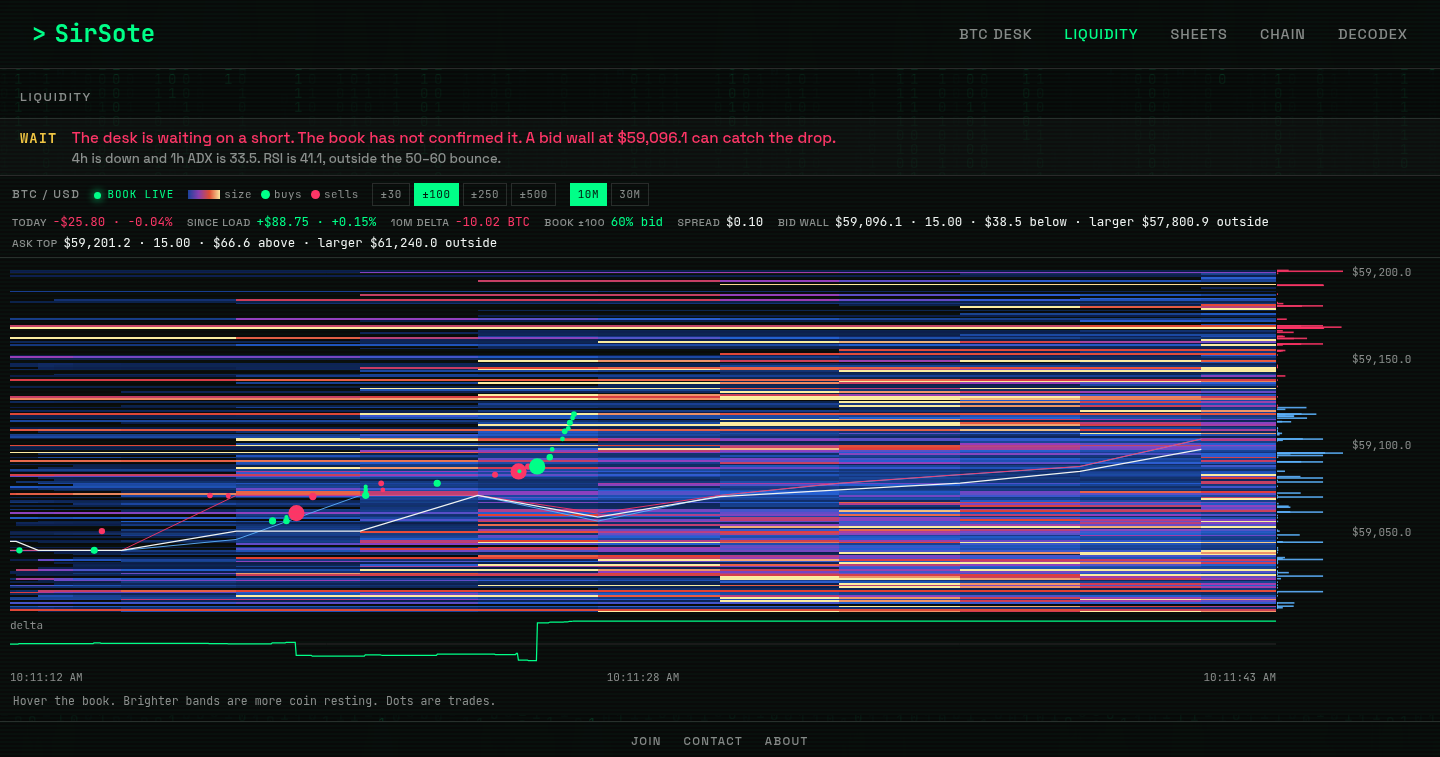 > SirSote
BTC DESK LIQUIDITY SHEETS CHAIN DECODEX
LIQUIDITY
WAIT The desk is waiting on a short. The book has not confirmed it. A bid wall at $59,096.1 can catch the drop.
4h is down and 1h ADX is 33.5. RSI is 41.1, outside the 50–60 bounce.
BTC / USD BOOK LIVE size buys sells ±30 ±100 ±250 ±500 10M 30M
TODAY -$25.80 · -0.04% SINCE LOAD +$88.75 · +0.15% 10M DELTA -10.02 BTC BOOK ±100 60% bid SPREAD $0.10 BID WALL $59,096.1 · 15.00 · $38.5 below · larger $57,800.9 outside
ASK TOP $59,201.2 · 15.00 · $66.6 above · larger $61,240.0 outside
$59,200.0
$59,150.0
$59,100.0
$59,050.0
delta
10:11:12 AM 10:11:28 AM 10:11:43 AM
Hover the book. Brighter bands are more coin resting. Dots are trades.
JOIN CONTACT ABOUT